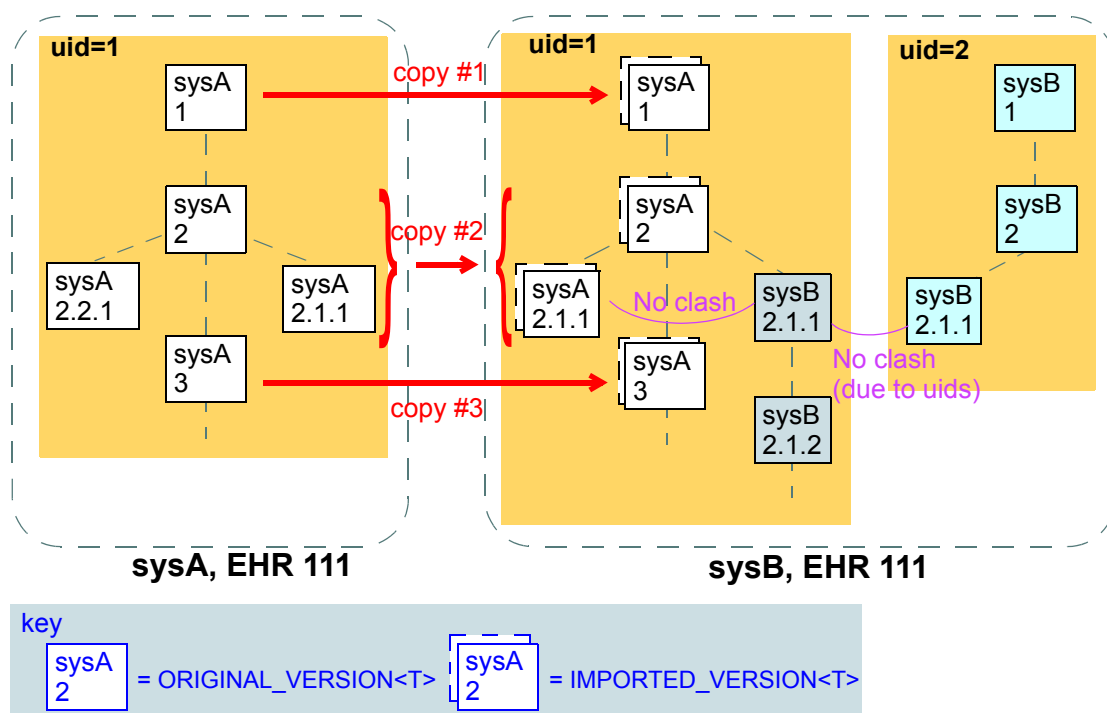 uid=1
sysA
1
copy #1
sysA
2
copy #2
sysA
2.2.1
sysA
2.1.1
sysA
3
copy #3
sysA, EHR 111
uid=1
sysA
1
sysA
2
sysA
2.1.1
No clash
sysB
2.1.1
sysA
3
sysB
2.1.2
No clash
(due to uids)
uid=2
sysB
1
sysB
2
sysB
2.1.1
sysB, EHR 111
key
sysA
2
= ORIGINAL_VERSION<T>
sysA
2
= IMPORTED_VERSION<T>